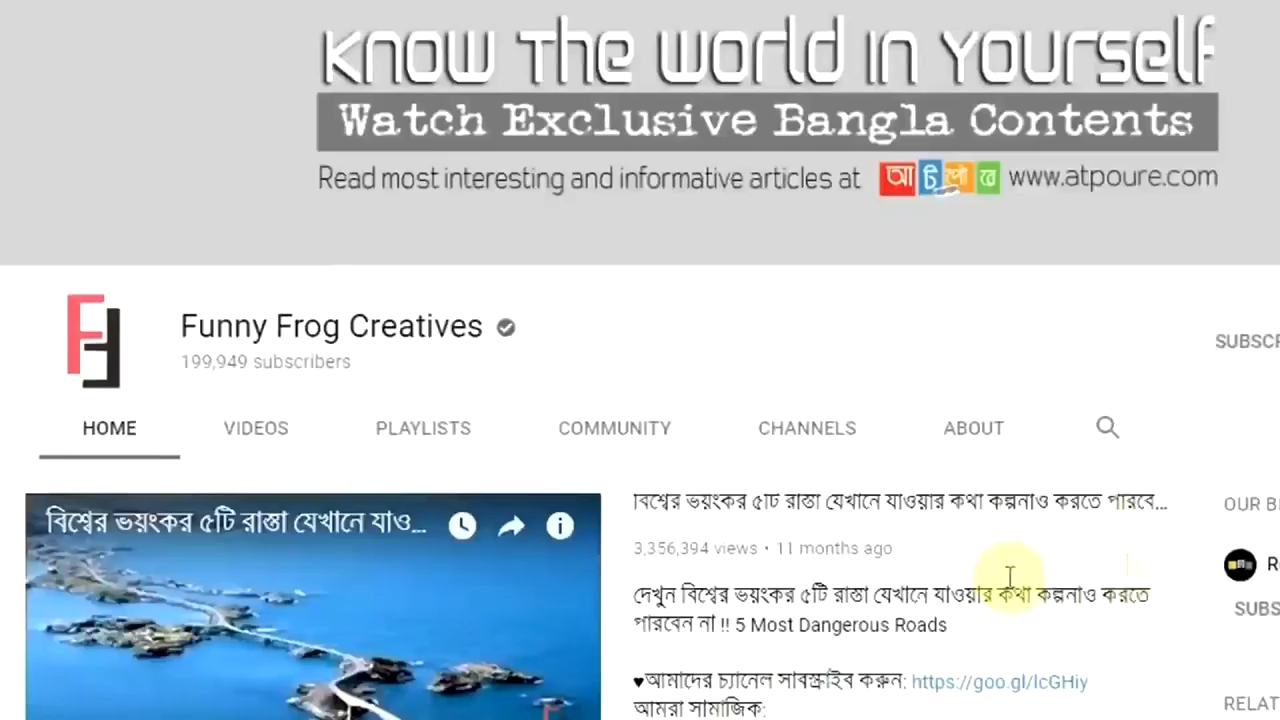 Know The World In Yourself
Watch Exclusive Bangla Contents
Read most interesting and informative articles at আটপৌরে www.atpoure.com
Funny Frog Creatives
199,949 subscribers
SUBSCR
HOME VIDEOS PLAYLISTS COMMUNITY CHANNELS ABOUT
বিশ্বের ভয়ংকর ৫টি রাস্তা যেখানে যাও...
বিশ্বের ভয়ংকর ৫টি রাস্তা যেখানে যাওয়ার কথা কল্পনাও করতে পারবে...
OUR B
3,356,394 views • 11 months ago
R
দেখুন বিশ্বের ভয়ংকর ৫টি রাস্তা যেখানে যাওয়ার কথা কল্পনাও করতে
পারবেন না !! 5 Most Dangerous Roads
SUBS
♥আমাদের চ্যানেল সাবস্ক্রাইব করুন: https://goo.gl/lcGHiy
আমরা সামাজিক:
RELAT